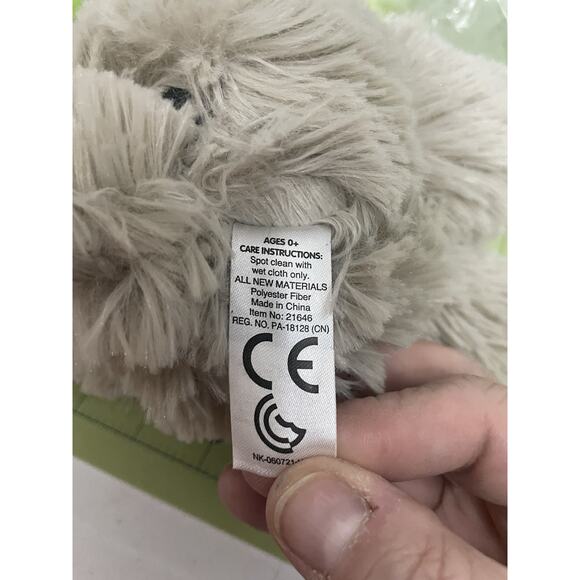 AGES 0+
CARE INSTRUCTIONS:
Spot clean with
wet cloth only.
ALL NEW MATERIALS
Polyester Fiber
Made in China
Item No: 21646
REG. NO. PA-18128 (CN)
CE